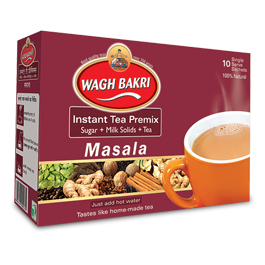 WAGH BAKRI
10 Single
Serve
Sachets
100% Natural
Instant Tea Premix
Sugar + Milk Solids + Tea
Masala
Just add hot water
Tastes like home-made tea